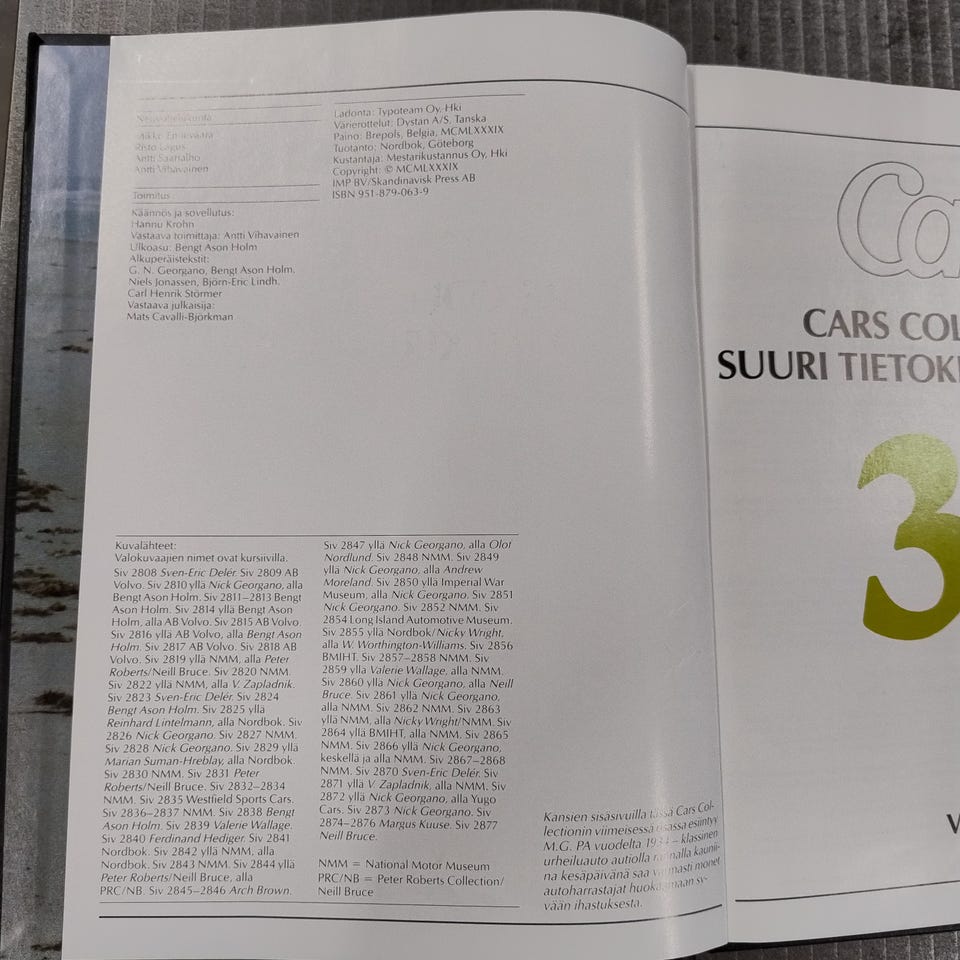 Neuvottelukunta
Mikko Ennevaara
Risto Legus
Antti Saarialho
Antti Vihavainen
Toimitus
Käännös ja sovellutus:
Hannu Krohn
Vastaava toimittaja: Antti Vihavainen
Ulkoasu: Bengt Ason Holm
Alkuperäistekstit:
G. N. Georgano, Bengt Ason Holm.
Niels Jonassen, Björn-Eric Lindh.
Carl Henrik Störmer
Vastaava julkaisija:
Mats Cavalli-Björkman
Ladonta: Typoteam Oy, Hki
Värierottelut: Dystan A/S, Tanska
Paino: Brepols, Belgia, MCMLXXXIX
Tuotanto: Nordbok, Göteborg
Kustantaja: Mestarikustannus Oy, Hki
Copyright: © MCMLXXXIX
IMP BV/Skandinavisk Press AB
ISBN 951-879-063-9
Kuvalähteet:
Valokuvaajien nimet ovat kursiivilla.
Siv 2808 Sven-Eric Delér. Siv 2809 AB
Volvo. Siv 2810 yllä Nick Georgano, alla
Bengt Ason Holm. Siv 2811–2813 Bengt
Ason Holm. Siv 2814 yllä Bengt Ason
Holm, alla AB Volvo. Siv 2815 AB Volvo.
Siv 2816 yllä AB Volvo, alla Bengt Ason
Holm. Siv 2817 AB Volvo. Siv 2818 AB
Volvo. Siv 2819 yllä NMM, alla Peter
Roberts/Neill Bruce. Siv 2820 NMM.
Siv 2822 yllä NMM, alla V. Zapladnik.
Siv 2823 Sven-Eric Delér. Siv 2824
Bengt Ason Holm. Siv 2825 yllä
Reinhard Lintelmann, alla Nordbok. Siv
2826 Nick Georgano. Siv 2827 NMM.
Siv 2828 Nick Georgano. Siv 2829 yllä
Marian Suman-Hreblay, alla Nordbok.
Siv 2830 NMM. Siv 2831 Peter
Roberts/Neill Bruce. Siv 2832–2834
NMM. Siv 2835 Westfield Sports Cars.
Siv 2836–2837 NMM. Siv 2838 Bengt
Ason Holm. Siv 2839 Valerie Wallage.
Siv 2840 Ferdinand Hediger. Siv 2841
Nordbok. Siv 2842 yllä NMM, alla
Nordbok. Siv 2843 NMM. Siv 2844 yllä
Peter Roberts/Neill Bruce, alla
PRC/NB. Siv 2845–2846 Arch Brown.
Siv 2847 yllä Nick Georgano, alla Olof
Nordlund. Siv 2848 NMM. Siv 2849
yllä Nick Georgano, alla Andrew
Moreland. Siv 2850 yllä Imperial War
Museum, alla Nick Georgano. Siv 2851
Nick Georgano. Siv 2852 NMM. Siv
2854 Long Island Automotive Museum.
Siv 2855 yllä Nordbok/Nicky Wright,
alla W. Worthington-Williams. Siv 2856
BMIHT. Siv 2857–2858 NMM. Siv
2859 yllä Valerie Wallage, alla NMM.
Siv 2860 yllä Nick Georgano, alla Neill
Bruce. Siv 2861 yllä Nick Georgano,
alla NMM. Siv 2862 NMM. Siv 2863
yllä NMM, alla Nicky Wright/NMM. Siv
2864 yllä BMIHT, alla NMM. Siv 2865
NMM. Siv 2866 yllä Nick Georgano,
keskellä ja alla NMM. Siv 2867–2868
NMM. Siv 2870 Sven-Eric Delér. Siv
2871 yllä V. Zapladnik, alla NMM. Siv
2872 yllä Nick Georgano, alla Yugo
Cars. Siv 2873 Nick Georgano. Siv
2874–2876 Margus Kuuse. Siv 2877
Neill Bruce.
NMM = National Motor Museum
PRC/NB = Peter Roberts Collection/
Neill Bruce
Kansien sisäsivuilla tässä Cars Col-
lectionin viimeisessä osassa esiintyy
M.G. PA vuodelta 1934 – klassinen
urheiluauto autiolla rannalla kaunii-
na kesäpäivänä saa varmasti monet
autoharrastajat huokaamaan sy-
vään ihastuksesta.
Ca
CARS COL
SUURI TIETOK
3
V